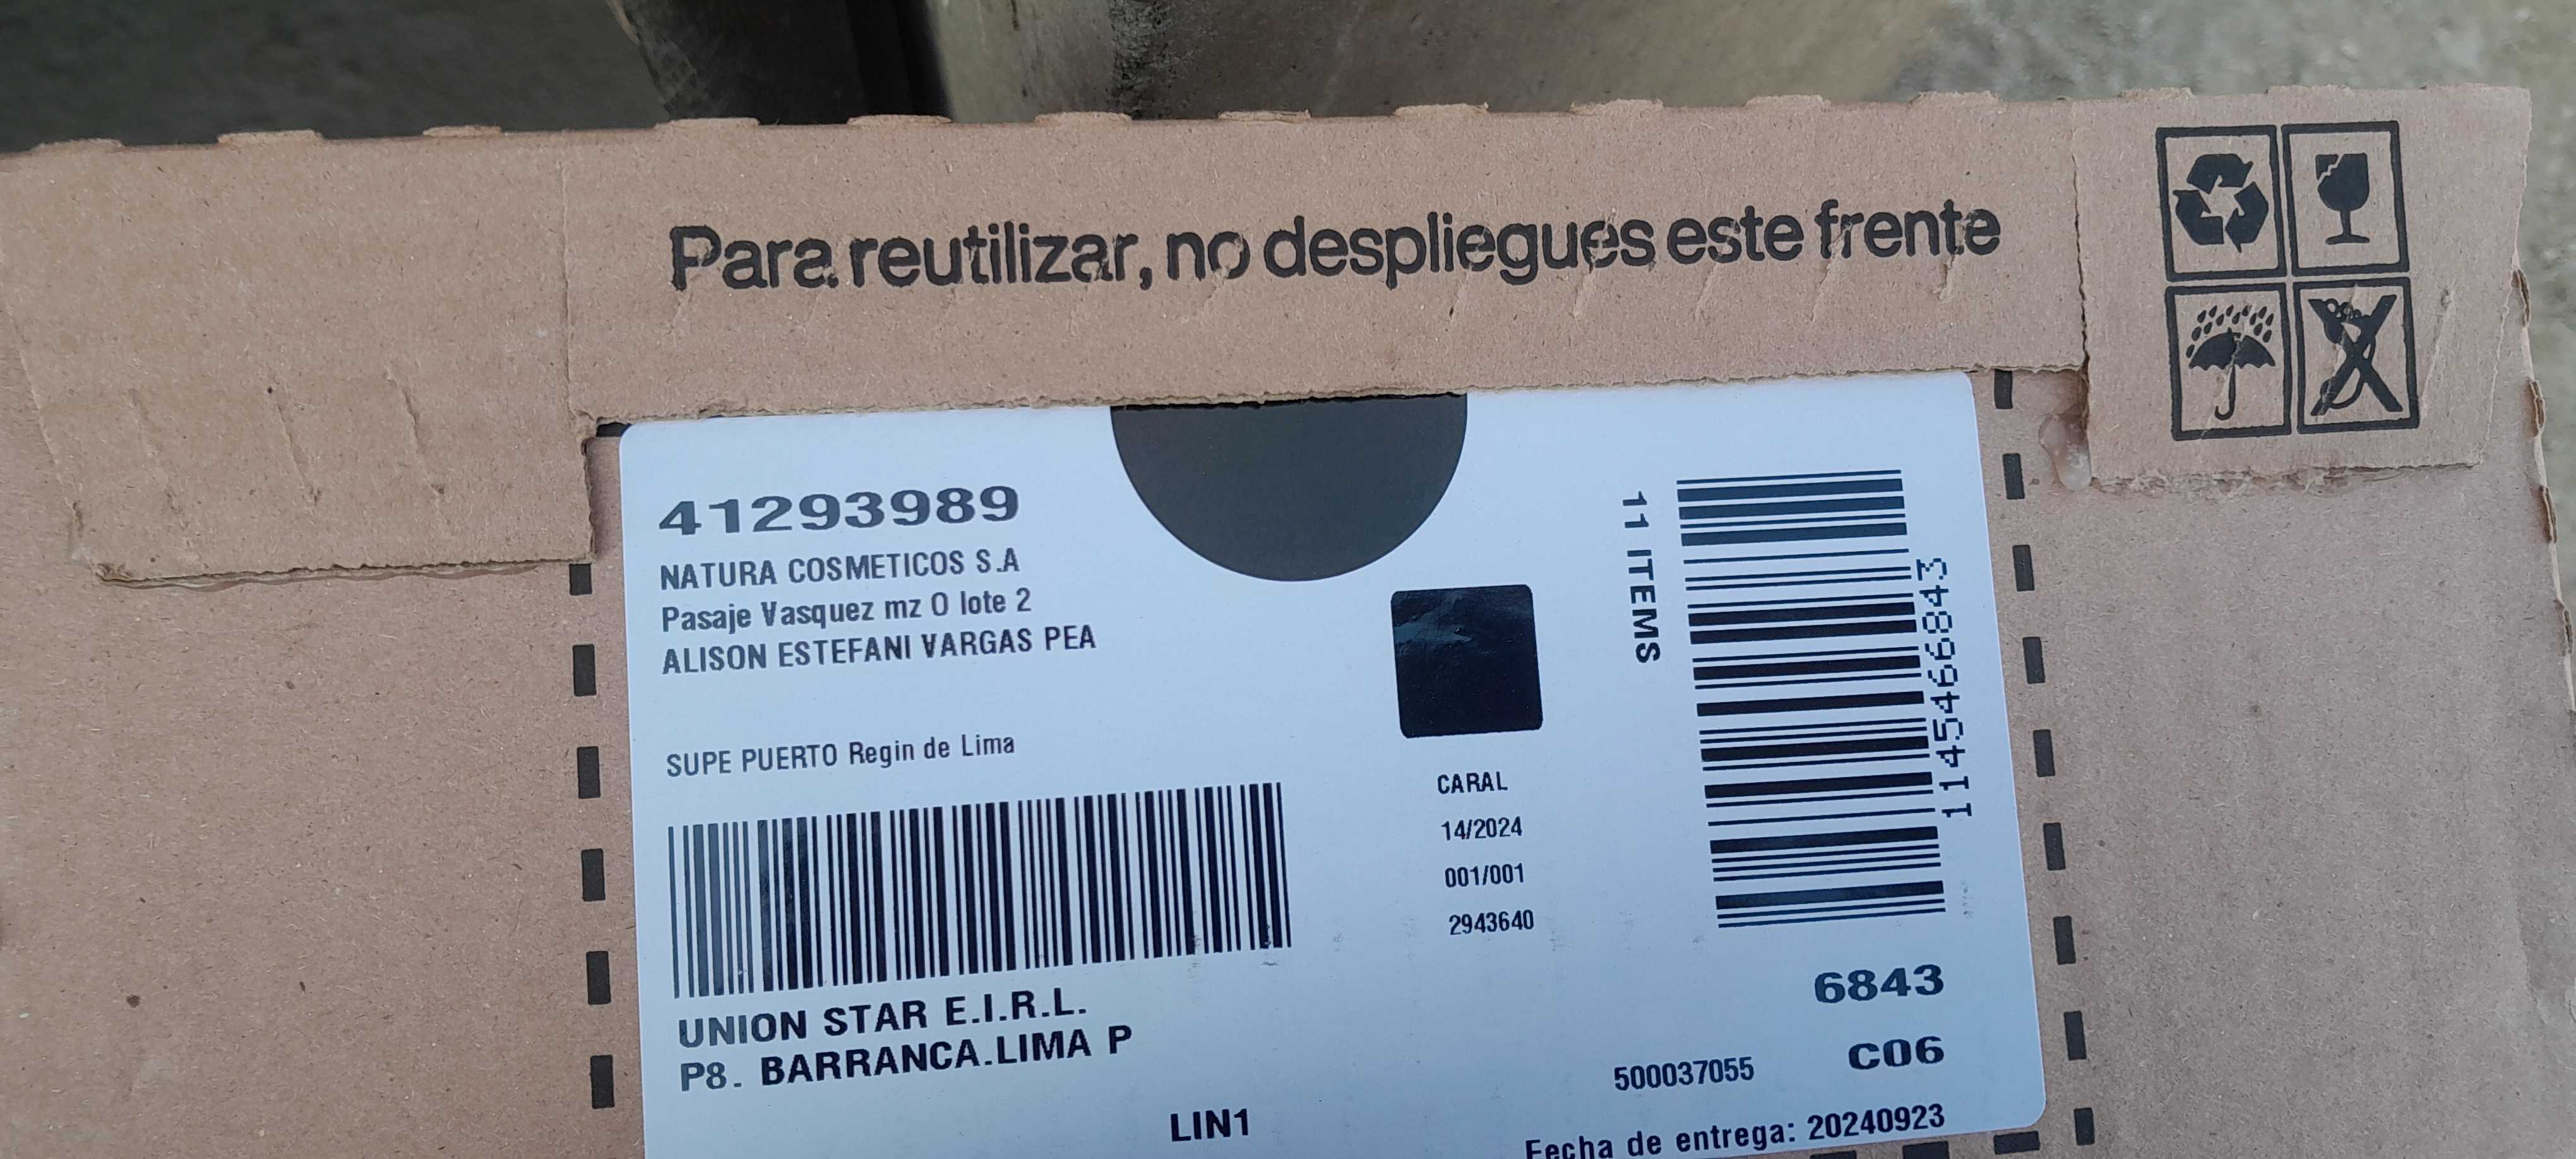 Para reutilizar, no despliegues este frente
41293989
NATURA COSMETICOS S.A
Pasaje Vasquez mz O lote 2
ALISON ESTEFANI VARGAS PEA
SUPE PUERTO Regin de Lima
UNION STAR E.I.R.L.
P8. BARRANCA.LIMA P
LIN1
CARAL
14/2024
001/001
2943640
11 ITEMS
11454666843
6843
C06
500037055
Fecha de entrega: 20240923